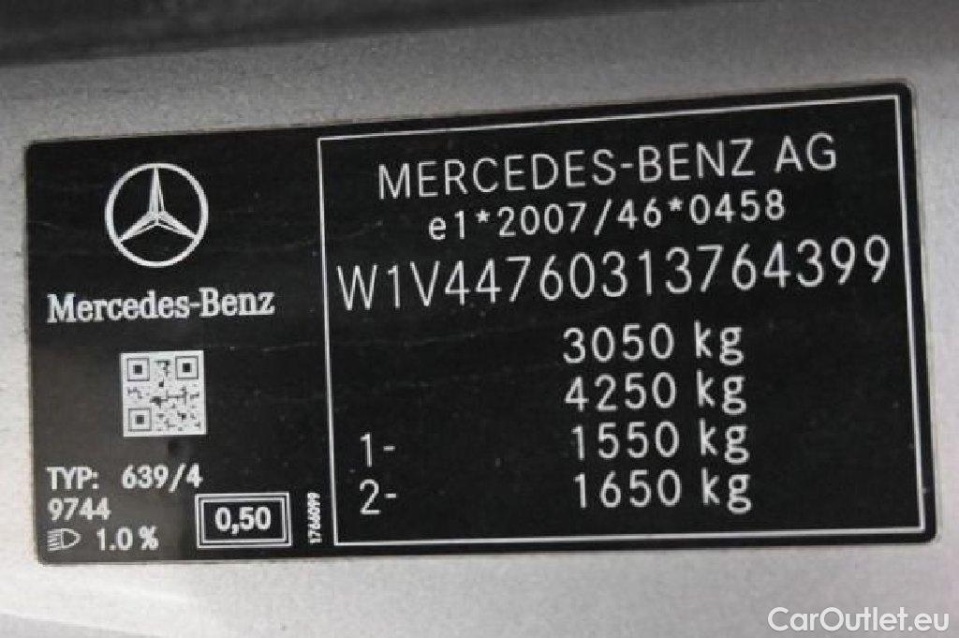 Mercedes-Benz
TYP: 639/4
9744
1.0 %
0,50
1766099
MERCEDES-BENZ AG
e1*2007/46*0458
W1V44760313764399
3050 kg
4250 kg
1- 1550 kg
2- 1650 kg
CarOutlet.eu